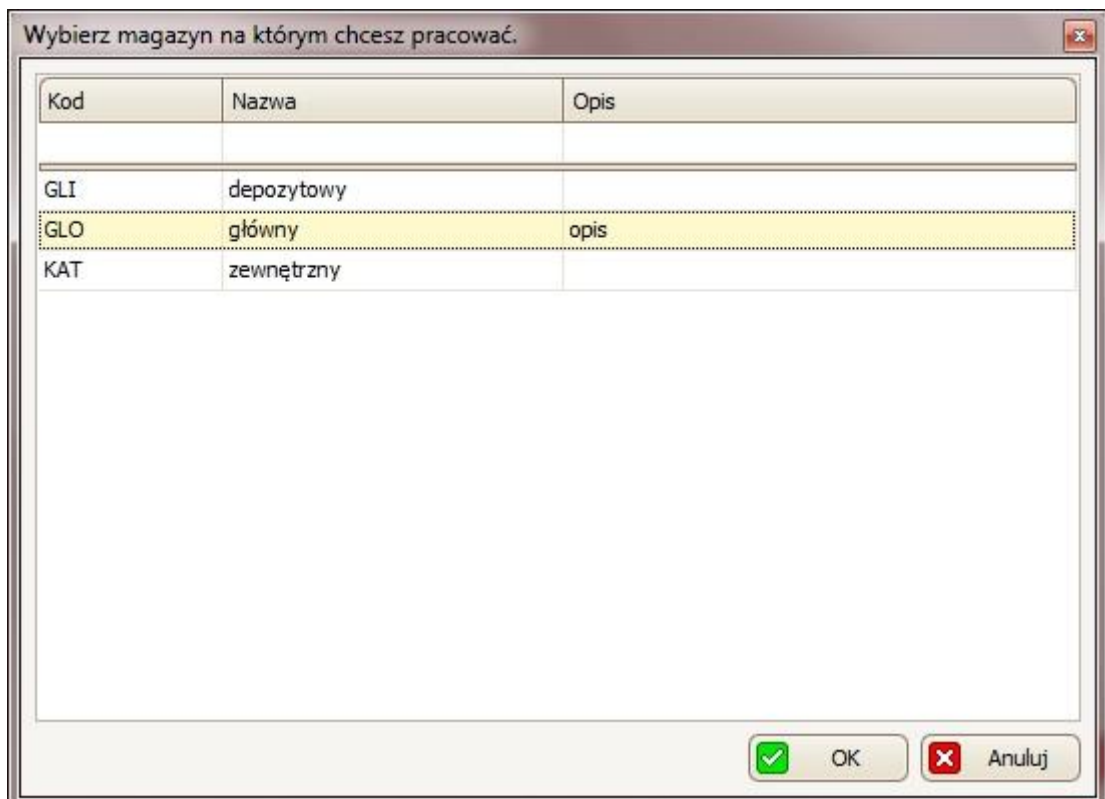 Wybierz magazyn na którym chcesz pracować.
Kod Nazwa Opis
GLI depozytowy
GLO główny opis
KAT zewnętrzny
OK Anuluj